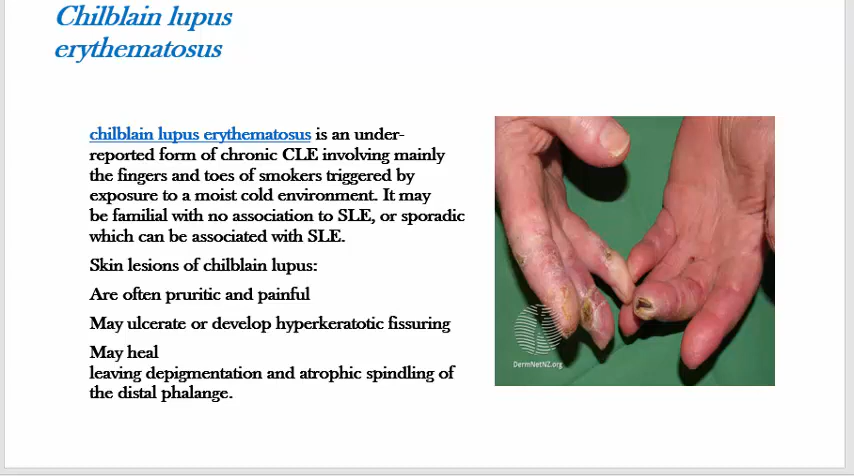 Chilblain lupus
erythematosus
chilblain lupus erythematosus is an under-
reported form of chronic CLE involving mainly
the fingers and toes of smokers triggered by
exposure to a moist cold environment. It may
be familial with no association to SLE, or sporadic
which can be associated with SLE.
Skin lesions of chilblain lupus:
Are often pruritic and painful
May ulcerate or develop hyperkeratotic fissuring
May heal
leaving depigmentation and atrophic spindling of
the distal phalange.
DermNetNZ.org